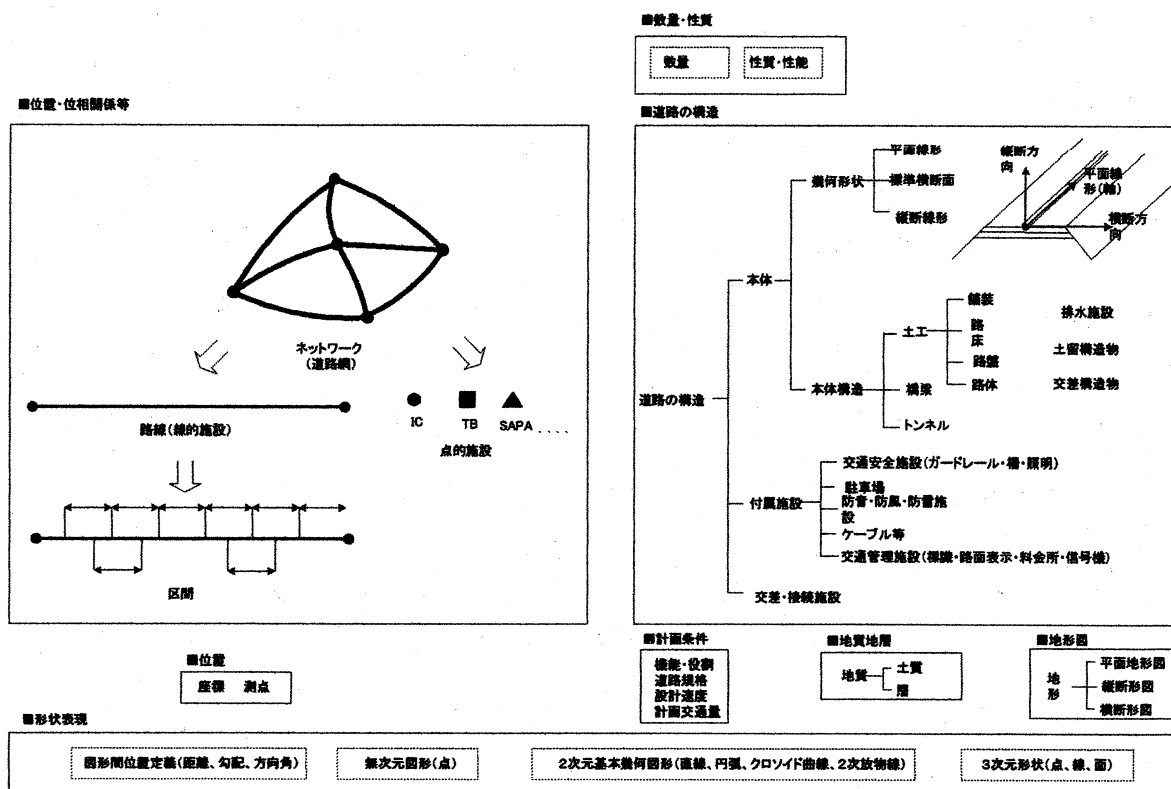 ■数量・性質
数量
性質・性能
■位置・位相関係等
ネットワーク
(道路網)
路線(線的施設)
IC
TB
SAPA ....
点的施設
区間
■道路の構造
道路の構造
本体
幾何形状
平面線形
標準横断面
縦断線形
縦断方
向
平面線
形(軸)
横断方
向
本体構造
土工
舗装
路
床
路盤
路体
排水施設
土留構造物
交差構造物
橋梁
トンネル
付属施設
交通安全施設(ガードレール・柵・照明)
駐車場
防音・防風・防雪施
設
ケーブル等
交通管理施設(標識・路面表示・料金所・信号機)
交差・接続施設
■位置
座標 測点
■計画条件
機能・役割
道路規格
設計速度
計画交通量
■地質地層
地質
土質
層
■地形図
地
形
平面地形図
縦断形図
横断形図
■形状表現
図形間位置定義(距離、勾配、方向角)
無次元図形(点)
2次元基本幾何図形(直線、円弧、クロソイド曲線、2次放物線)
3次元形状(点、線、面)